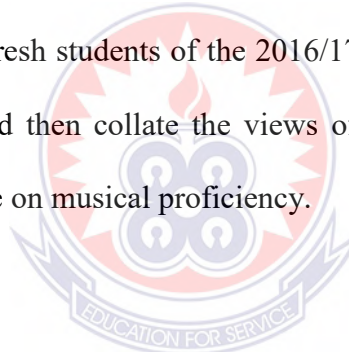 resh students of the 2016/17
d then collate the views o
e on musical proficiency.
EDUCATION FOR SERVICE